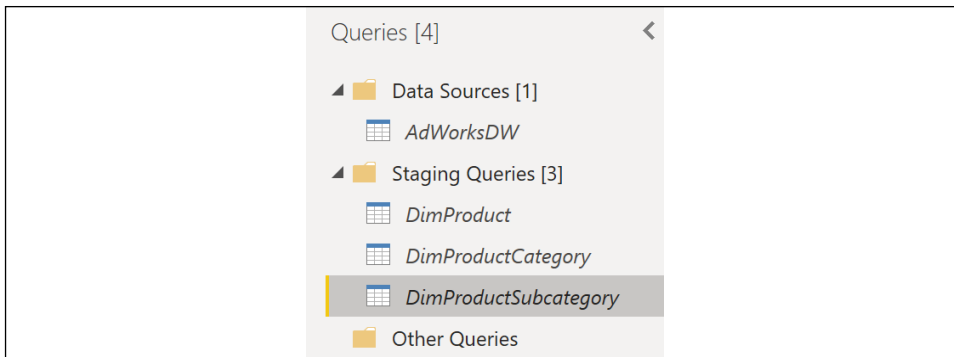 Queries [4]
Data Sources [1]
AdWorksDW
Staging Queries [3]
DimProduct
DimProductCategory
DimProductSubcategory
Other Queries